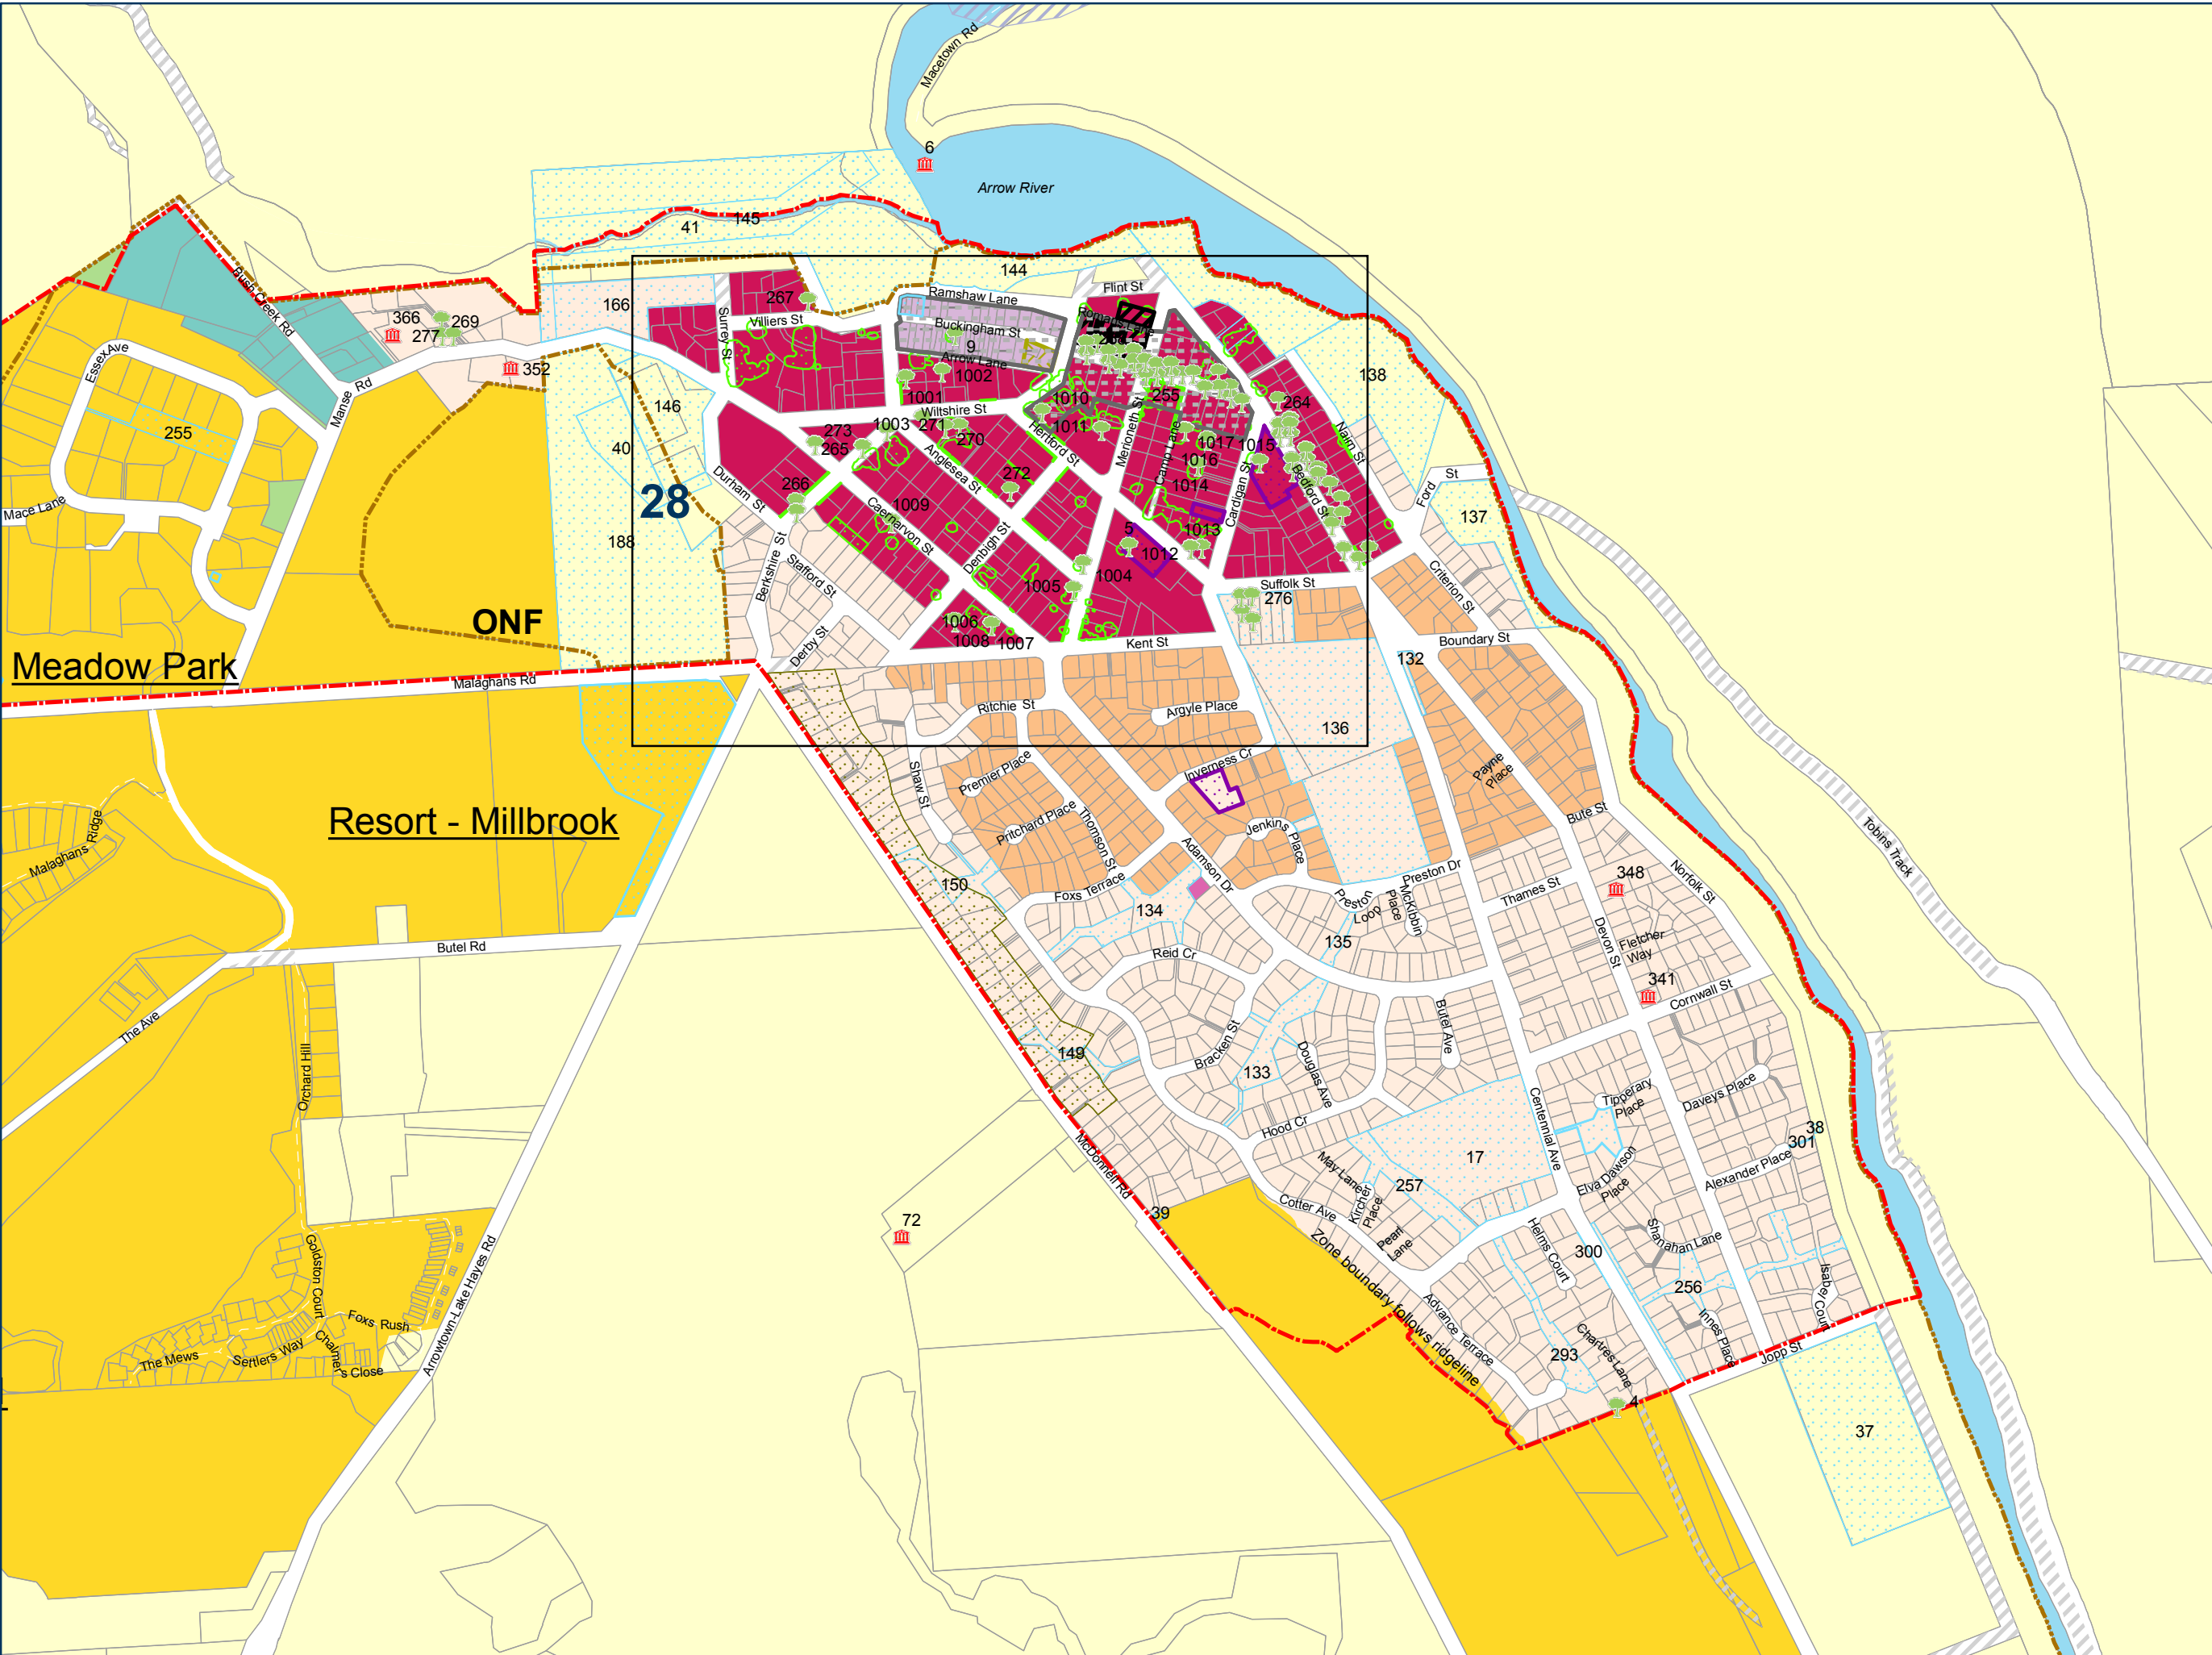 Macetown Rd
6
Arrow River
145
41
144
Bush Creek Rd
166
267
Ramshaw Lane
Flint St
366
277
269
Villiers St
Surrey St
Buckingham St
9
Arrow Lane
Romans Lane
Essex Ave
352
Manse Rd
1002
1001
138
146
255
264
Wiltshire St
1010
1011
255
1003
271
270
273
265
Hertford St
Merioneth St
Camp Lane
1017
1015
Nairn St
40
Anglesea St
272
1016
1014
Cardigan St
Bedford St
Ford St
266
Durham St
28
1009
Caernarvon St
Mace Lane
137
188
Denbigh St
5
1013
1012
Berkshire St
Stafford St
1005
1004
Suffolk St
276
Criterion St
ONF
1006
1008
1007
Kent St
Boundary St
Derby St
132
Meadow Park
Malaghans Rd
Ritchie St
Argyle Place
136
Shaw St
Premier Place
Inverness Cr
Payne
Place
Resort - Millbrook
Malaghans Ridge
Pritchard Place
Thomson St
Jenkins Place
Bute St
Tobins Track
Adamson Dr
150
Foxs Terrace
134
Preston Dr
Preston
Loop
McKibbin
Place
Thames St
348
Norfolk St
Butel Rd
135
Devon St
Fletcher
Way
Reid Cr
341
Cornwall St
The Ave
Orchard Hill
149
Bracken St
133
Douglas Ave
Butel Ave
Hood Cr
Centennial Ave
Tipperary
Place
Daveys Place
38
301
McDonnell Rd
17
May Lane
257
Kircher
Place
Elva Dawson
Place
Alexander Place
72
39
Cotter Ave
Pearl
Lane
Helms Court
300
Shanahan Lane
Zone boundary follows ridgeline
Goldston Court
Arrowtown-Lake Hayes Rd
256
Isabel Court
Foxs Rush
Advance Terrace
Innes Place
The Mews
Settlers Way
Chalmers Close
293
Chartres Lane
Jopp St
4
37